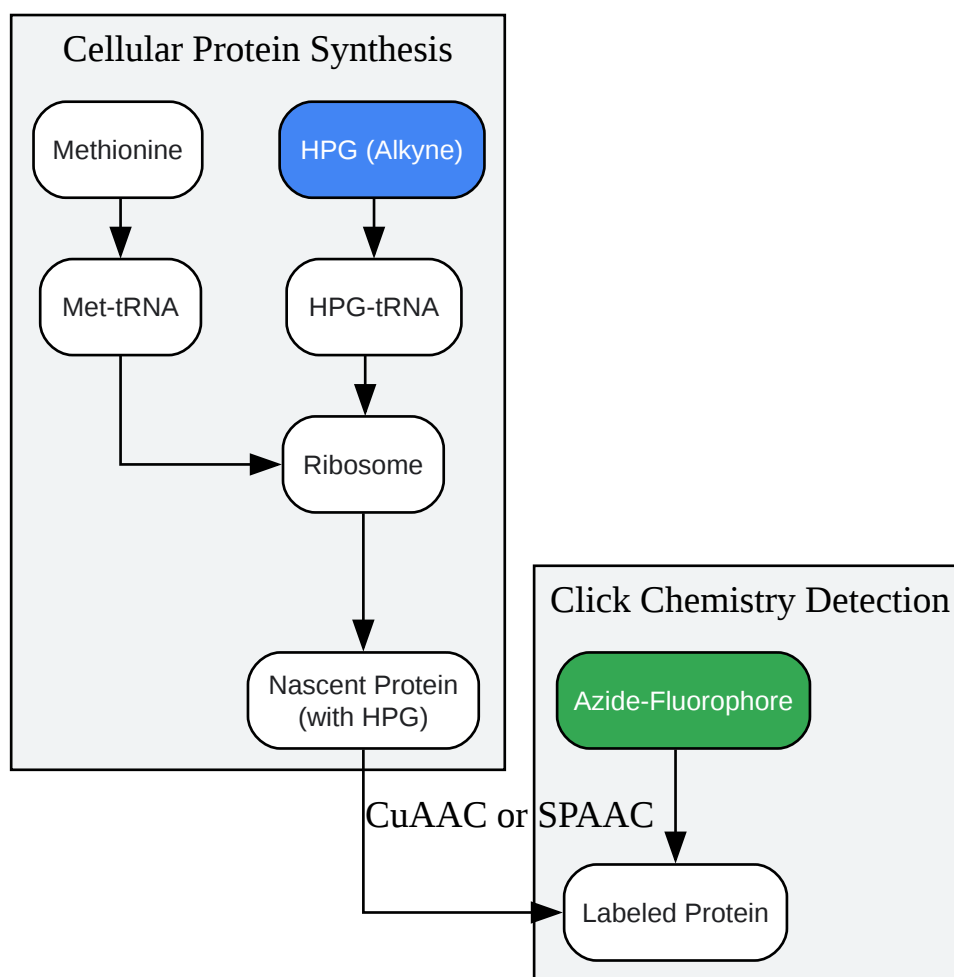 Cellular Protein Synthesis
Methionine
HPG (Alkyne)
Met-tRNA
HPG-tRNA
Ribosome
Nascent Protein
(with HPG)
Click Chemistry Detection
Azide-Fluorophore
CuAAC or SPAAC
Labeled Protein